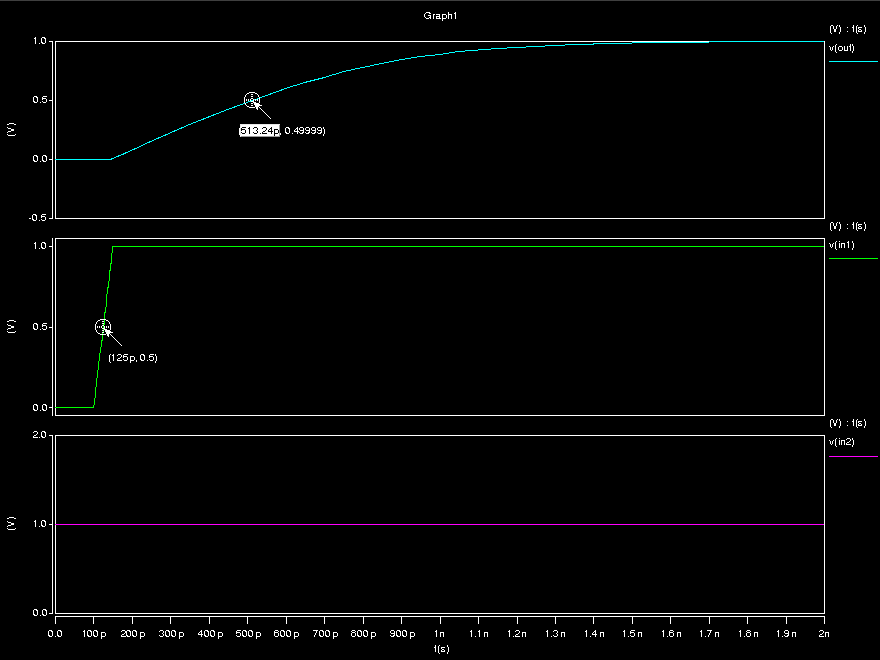 Graph1
(V) : t(s)
v(out)
1.0
0.5
0.0
-0.5
(V)
513.24p, 0.49999)
(V) : t(s)
v(in1)
1.0
0.5
0.0
(V)
(125p, 0.5)
(V) : t(s)
v(in2)
2.0
1.0
0.0
(V)
0.0 100p 200p 300p 400p 500p 600p 700p 800p 900p 1n 1.1n 1.2n 1.3n 1.4n 1.5n 1.6n 1.7n 1.8n 1.9n 2n
t(s)